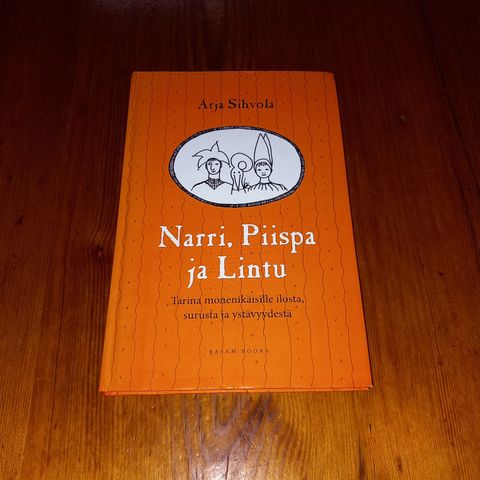 Arja Sihvola
Narri, Piispa
ja Lintu
Tarina monenikäisille ilosta,
surusta ja ystävyydestä
BASAM BOOKS